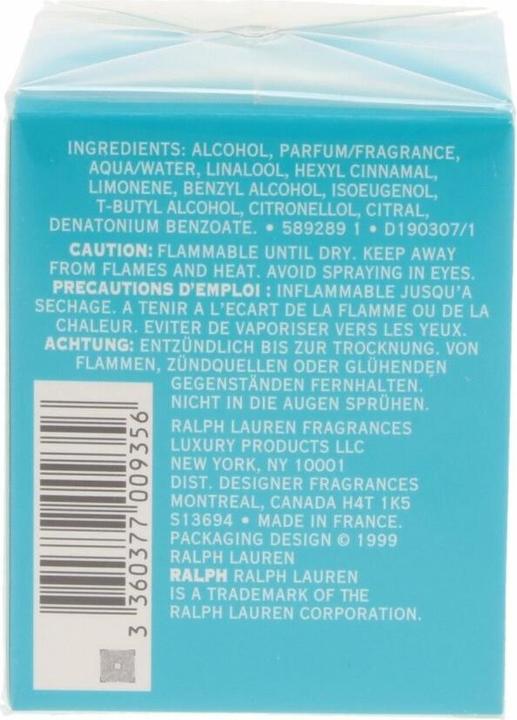 INGREDIENTS: ALCOHOL, PARFUM/FRAGRANCE,
AQUA/WATER, LINALOOL, HEXYL CINNAMAL,
LIMONENE, BENZYL ALCOHOL, ISOEUGENOL,
T-BUTYL ALCOHOL, CITRONELLOL, CITRAL,
DENATONIUM BENZOATE. • 589289 1 • D190307/1
CAUTION: FLAMMABLE UNTIL DRY. KEEP AWAY
FROM FLAMES AND HEAT. AVOID SPRAYING IN EYES.
PRECAUTIONS D'EMPLOI : INFLAMMABLE JUSQU'A
SECHAGE. A TENIR A L'ECART DE LA FLAMME OU DE LA
CHALEUR. EVITER DE VAPORISER VERS LES YEUX.
ACHTUNG: ENTZÜNDLICH BIS ZUR TROCKNUNG. VON
FLAMMEN, ZÜNDQUELLEN ODER GLÜHENDEN
GEGENSTÄNDEN FERNHALTEN.
NICHT IN DIE AUGEN SPRÜHEN.
RALPH LAUREN FRAGRANCES
LUXURY PRODUCTS LLC
NEW YORK, NY 10001
DIST. DESIGNER FRAGRANCES
MONTREAL, CANADA H4T 1K5
S13694 • MADE IN FRANCE.
PACKAGING DESIGN © 1999
RALPH LAUREN
RALPH RALPH LAUREN
IS A TRADEMARK OF THE
RALPH LAUREN CORPORATION.
3 360377 009356